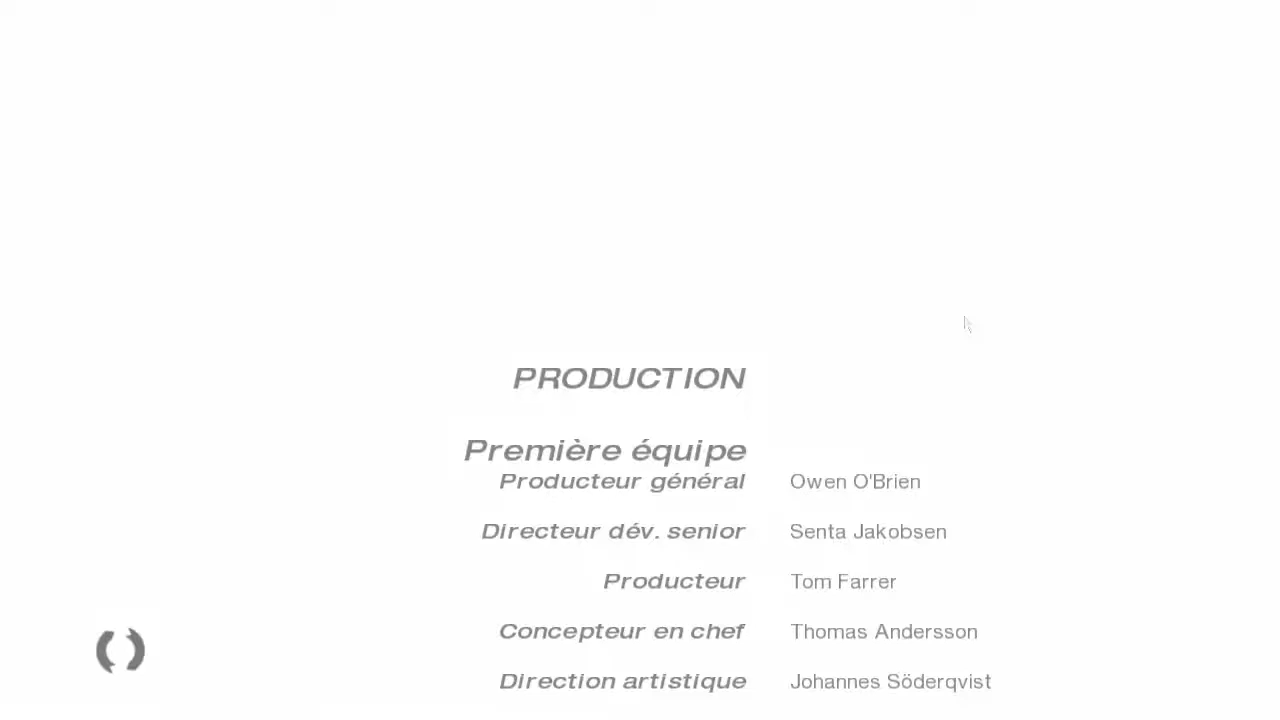 PRODUCTION
Première équipe
Producteur général Owen O'Brien
Directeur dév. senior Senta Jakobsen
Producteur Tom Farrer
Concepteur en chef Thomas Andersson
Direction artistique Johannes Söderqvist